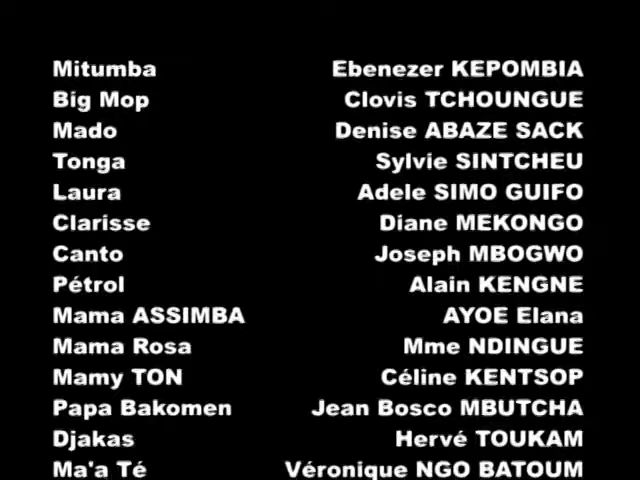 Mitumba Ebenezer KEPOMBIA
Big Mop Clovis TCHOUNGUE
Mado Denise ABAZE SACK
Tonga Sylvie SINTCHEU
Laura Adele SIMO GUIFO
Clarisse Diane MEKONGO
Canto Joseph MBOGWO
Pétrol Alain KENGNE
Mama ASSIMBA AYOE Elana
Mama Rosa Mme NDINGUE
Mamy TON Céline KENTSOP
Papa Bakomen Jean Bosco MBUTCHA
Djakas Hervé TOUKAM
Ma'a Té Véronique NGO BATOUM